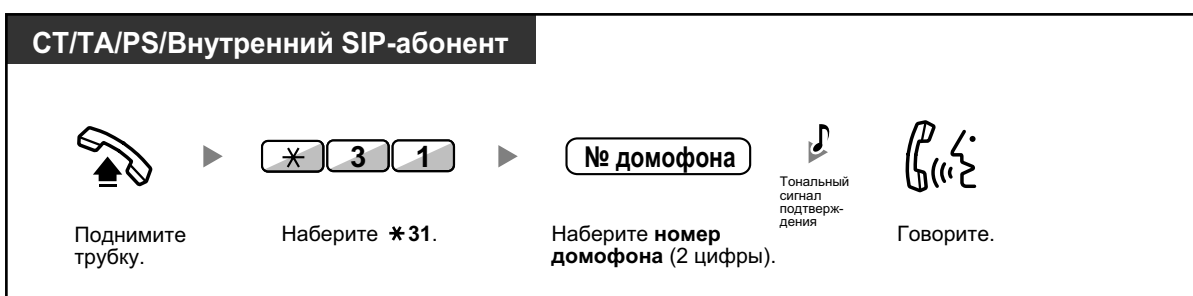 СТ/ТА/PS/Внутренний SIP-абонент
✳ 3 1
№ домофона
Тональный
сигнал
подтверж-
дения
Поднимите
трубку.
Наберите ✳31.
Наберите номер
домофона (2 цифры).
Говорите.